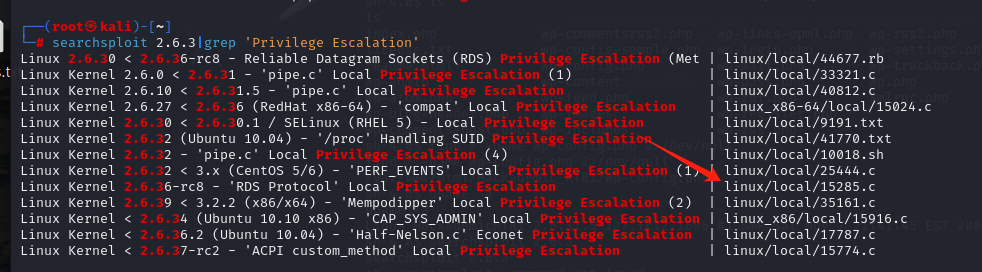 ┌──(root㉿kali)-[~]
└─# searchsploit 2.6.3|grep 'Privilege Escalation'
Linux 2.6.30 < 2.6.36-rc8 - Reliable Datagram Sockets (RDS) Privilege Escalation (Met | linux/local/44677.rb
Linux Kernel 2.6.0 < 2.6.31 - 'pipe.c' Local Privilege Escalation (1) | linux/local/33321.c
Linux Kernel 2.6.10 < 2.6.31.5 - 'pipe.c' Local Privilege Escalation | linux/local/40812.c
Linux Kernel 2.6.27 < 2.6.36 (RedHat x86-64) - 'compat' Local Privilege Escalation | linux_x86-64/local/15024.c
Linux Kernel 2.6.30 < 2.6.30.1 / SELinux (RHEL 5) - Local Privilege Escalation | linux/local/9191.txt
Linux Kernel 2.6.32 (Ubuntu 10.04) - '/proc' Handling SUID Privilege Escalation | linux/local/41770.txt
Linux Kernel 2.6.32 - 'pipe.c' Local Privilege Escalation (4) | linux/local/10018.sh
Linux Kernel 2.6.32 < 3.x (CentOS 5/6) - 'PERF_EVENTS' Local Privilege Escalation (1) | linux/local/25444.c
Linux Kernel 2.6.36-rc8 - 'RDS Protocol' Local Privilege Escalation | linux/local/15285.c
Linux Kernel 2.6.39 < 3.2.2 (x86/x64) - 'Mempodipper' Local Privilege Escalation (2) | linux/local/35161.c
Linux Kernel < 2.6.34 (Ubuntu 10.10 x86) - 'CAP_SYS_ADMIN' Local Privilege Escalation | linux_x86/local/15916.c
Linux Kernel < 2.6.36.2 (Ubuntu 10.04) - 'Half-Nelson.c' Econet Privilege Escalation | linux/local/17787.c
Linux Kernel < 2.6.37-rc2 - 'ACPI custom_method' Local Privilege Escalation | linux/local/15774.c